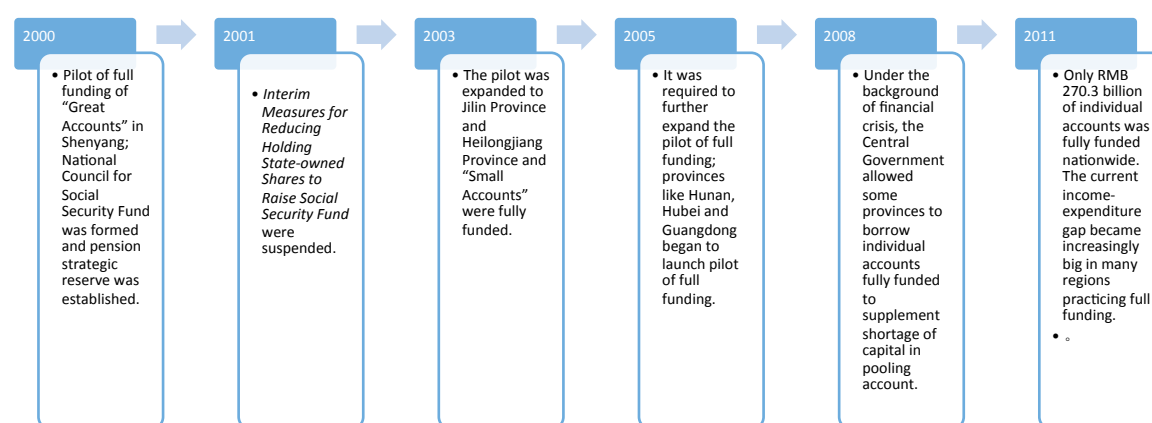 2000
• Pilot of full
funding of
“Great
Accounts” in
Shenyang;
National
Council for
Social
Security Fund
was formed
and pension
strategic
reserve was
established.
2001
• Interim
Measures for
Reducing
Holding
State-owned
Shares to
Raise Social
Security Fund
were
suspended.
2003
• The pilot was
expanded to
Jilin Province
and
Heilongjiang
Province and
“Small
Accounts”
were fully
funded.
2005
• It was
required to
further
expand the
pilot of full
funding;
provinces
like Hunan,
Hubei and
Guangdong
began to
launch pilot
of full
funding.
2008
• Under the
background
of financial
crisis, the
Central
Government
allowed
some
provinces to
borrow
individual
accounts
fully funded
to
supplement
shortage of
capital in
pooling
account.
2011
• Only RMB
270.3 billion
of individual
accounts was
fully funded
nationwide.
The current
income-
expenditure
gap became
increasingly
big in many
regions
practicing full
funding.
• 。